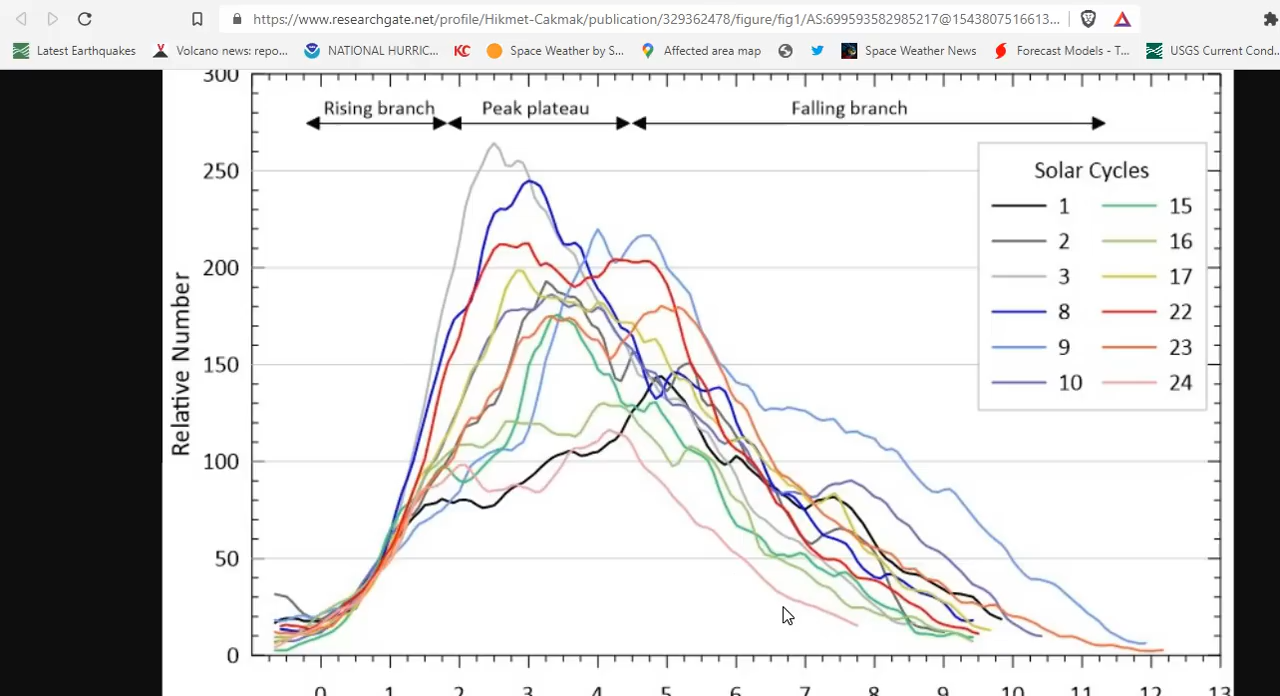 https://www.researchgate.net/profile/Hikmet-Cakmak/publication/329362478/figure/fig1/AS:699593582985217@1543807516613...
Latest Earthquakes Volcano news: repo... NATIONAL HURRIC... KC Space Weather by S... Affected area map Space Weather News Forecast Models - T... USGS Current Cond...
300
Rising branch Peak plateau Falling branch
250
Solar Cycles
1 15
2 16
3 17
8 22
9 23
10 24
200
150
100
50
0
Relative Number
0 1 2 3 4 5 6 7 8 9 10 11 12 13